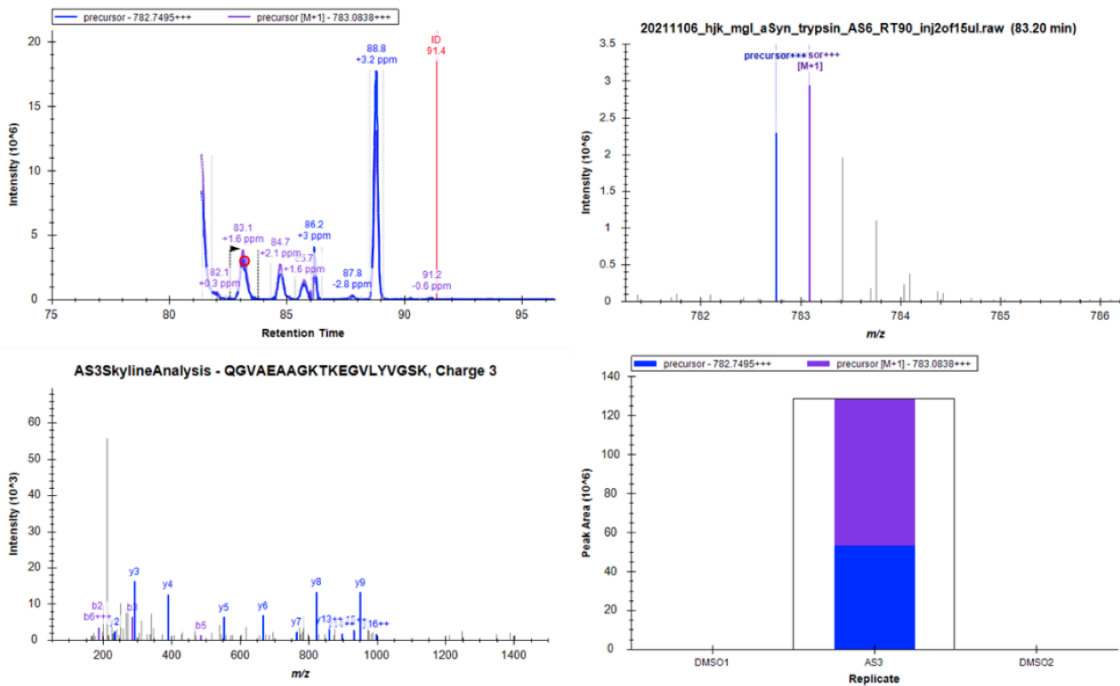 precursor - 782.7495+++ precursor [M+1] - 783.0838+++
20
15
10
5
0
Intensity (10^6)
ID
91.4
88.8
+3.2 ppm
86.2
+3 ppm
83.1
+1.6 ppm
84.7
+2.1 ppm
+1.6 ppm
82.1
+0.3 ppm
87.8
-2.8 ppm
91.2
-0.6 ppm
75 80 85 90 95
Retention Time
20211106_hjk_mgl_aSyn_trypsin_AS6_RT90_inj2of15ul.raw (83.20 min)
3.5
3
2.5
2
1.5
1
0.5
0
Intensity (10^6)
precursor+++
[M+1]
782 783 784 785 786
m/z
AS3SkylineAnalysis - QGVAEAAGKTKEGVLYVGSK, Charge 3
60
50
40
30
20
10
0
Intensity (10^3)
b2
b6+++
y3
y4
b5
y5
y6
y7
y8
y9
200 400 600 800 1000 1200 1400
m/z
precursor - 782.7495+++ precursor [M+1] - 783.0838+++
140
120
100
80
60
40
20
0
Peak Area (10^6)
DMSO1 AS3 DMSO2
Replicate